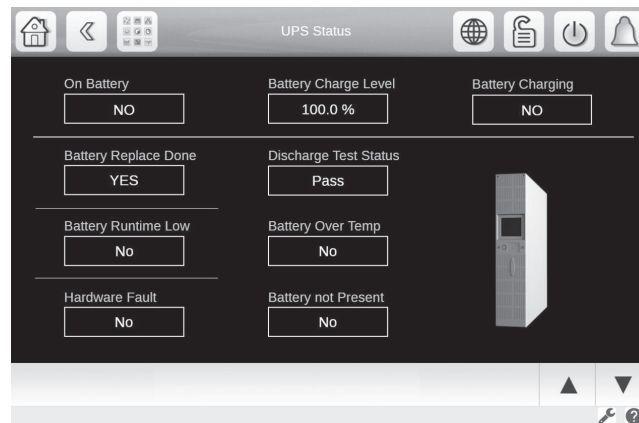 UPS Status
On Battery
NO
Battery Charge Level
100.0 %
Battery Charging
NO
Battery Replace Done
YES
Discharge Test Status
Pass
Battery Runtime Low
No
Battery Over Temp
No
Hardware Fault
No
Battery not Present
No
?